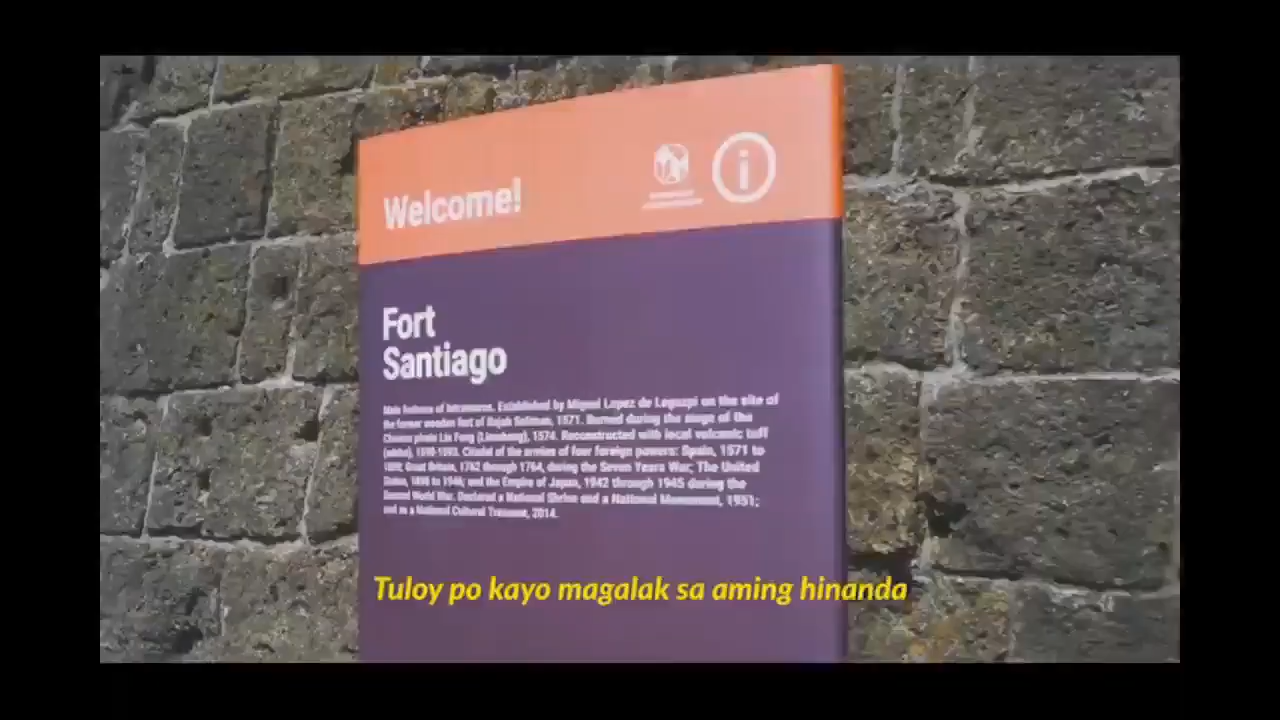 Welcome!
Fort
Santiago
Main fortress of Intramuros. Established by Miguel Lopez de Legazpi on the site of
the former wooden fort of Rajah Soliman, 1571. Burned during the siege of the
Chinese pirate Lin Feng (Limahong), 1574. Reconstructed with local volcanic tuff
(adobe), 1590-1593. Citadel of the armies of four foreign powers: Spain, 1571 to
1898; Great Britain, 1762 through 1764, during the Seven Years War; The United
States, 1898 to 1946; and the Empire of Japan, 1942 through 1945 during the
Second World War. Declared a National Shrine and a National Monument, 1951;
and as a National Cultural Treasure, 2014.
Tuloy po kayo magalak sa aming hinanda